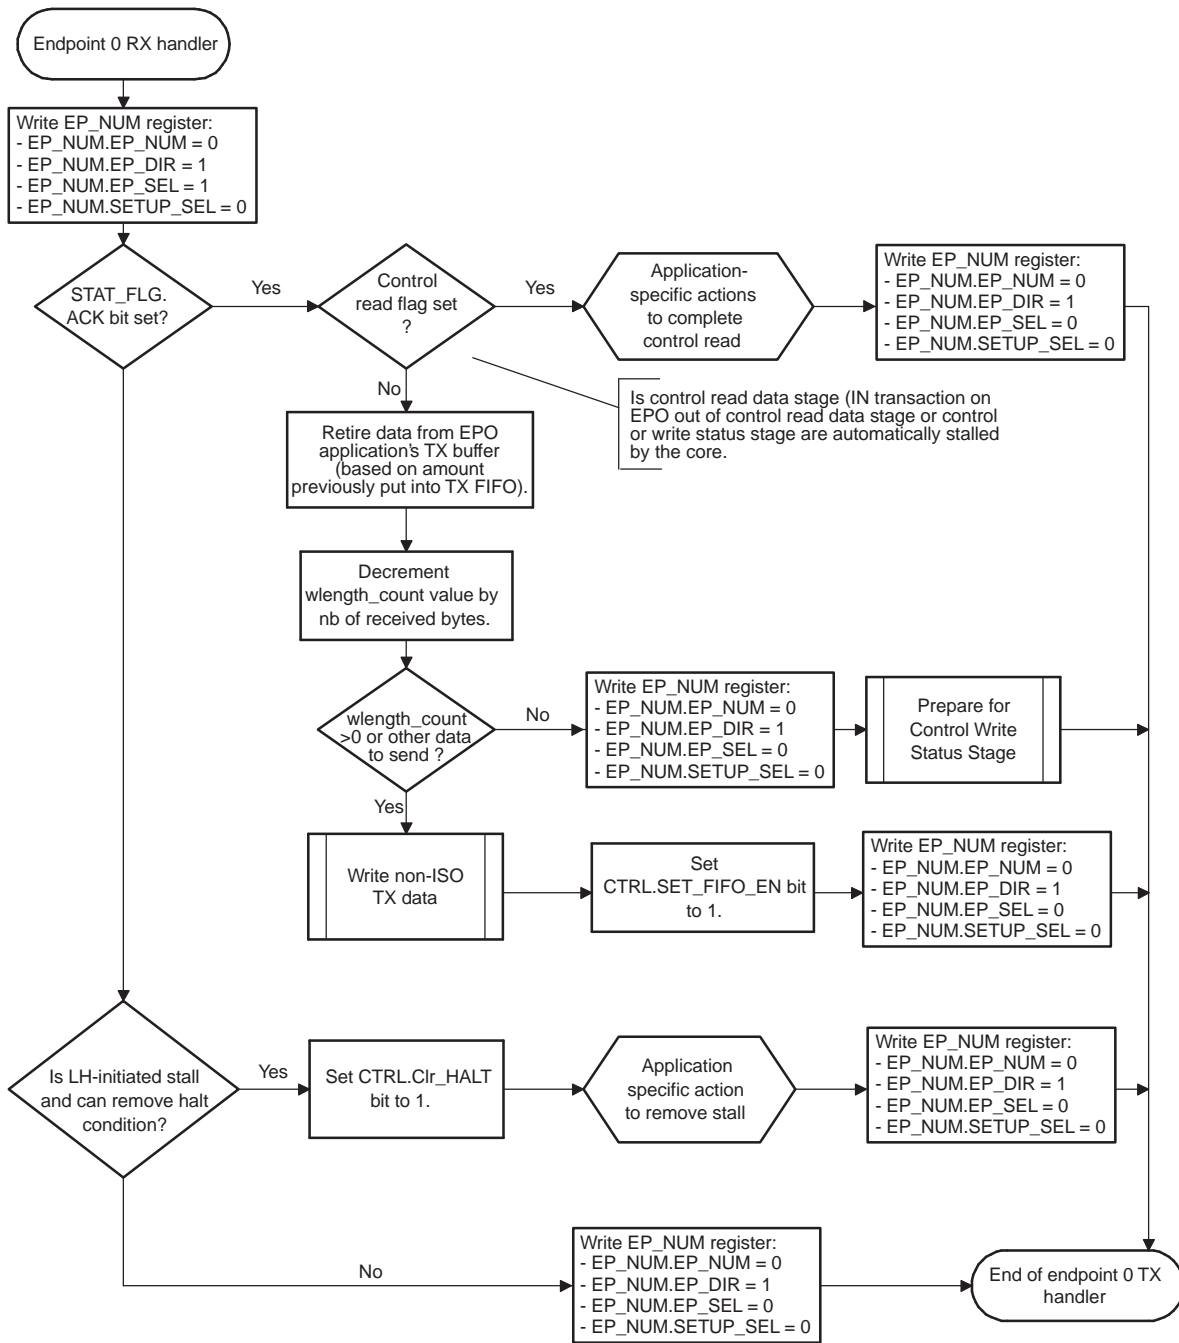 Endpoint 0 RX handler
Write EP_NUM register:
- EP_NUM.EP_NUM = 0
- EP_NUM.EP_DIR = 1
- EP_NUM.EP_SEL = 1
- EP_NUM.SETUP_SEL = 0
STAT_FLG.
ACK bit set?
Yes
Control
read flag set
?
Yes
Application-
specific actions
to complete
control read
Write EP_NUM register:
- EP_NUM.EP_NUM = 0
- EP_NUM.EP_DIR = 1
- EP_NUM.EP_SEL = 0
- EP_NUM.SETUP_SEL = 0
No
Is control read data stage (IN transaction on
EPO out of control read data stage or control
or write status stage are automatically stalled
by the core.
Retire data from EPO
application's TX buffer
(based on amount
previously put into TX FIFO).
Decrement
wlength_count value by
nb of received bytes.
wlength_count
>0 or other data
to send ?
No
Write EP_NUM register:
- EP_NUM.EP_NUM = 0
- EP_NUM.EP_DIR = 1
- EP_NUM.EP_SEL = 0
- EP_NUM.SETUP_SEL = 0
Prepare for
Control Write
Status Stage
Yes
Write non-ISO
TX data
Set
CTRL.SET_FIFO_EN bit
to 1.
Write EP_NUM register:
- EP_NUM.EP_NUM = 0
- EP_NUM.EP_DIR = 1
- EP_NUM.EP_SEL = 0
- EP_NUM.SETUP_SEL = 0
Is LH-initiated stall
and can remove halt
condition?
Yes
Set CTRL.Clr_HALT
bit to 1.
Application
specific action
to remove stall
Write EP_NUM register:
- EP_NUM.EP_NUM = 0
- EP_NUM.EP_DIR = 1
- EP_NUM.EP_SEL = 0
- EP_NUM.SETUP_SEL = 0
No
Write EP_NUM register:
- EP_NUM.EP_NUM = 0
- EP_NUM.EP_DIR = 1
- EP_NUM.EP_SEL = 0
- EP_NUM.SETUP_SEL = 0
End of endpoint 0 TX
handler